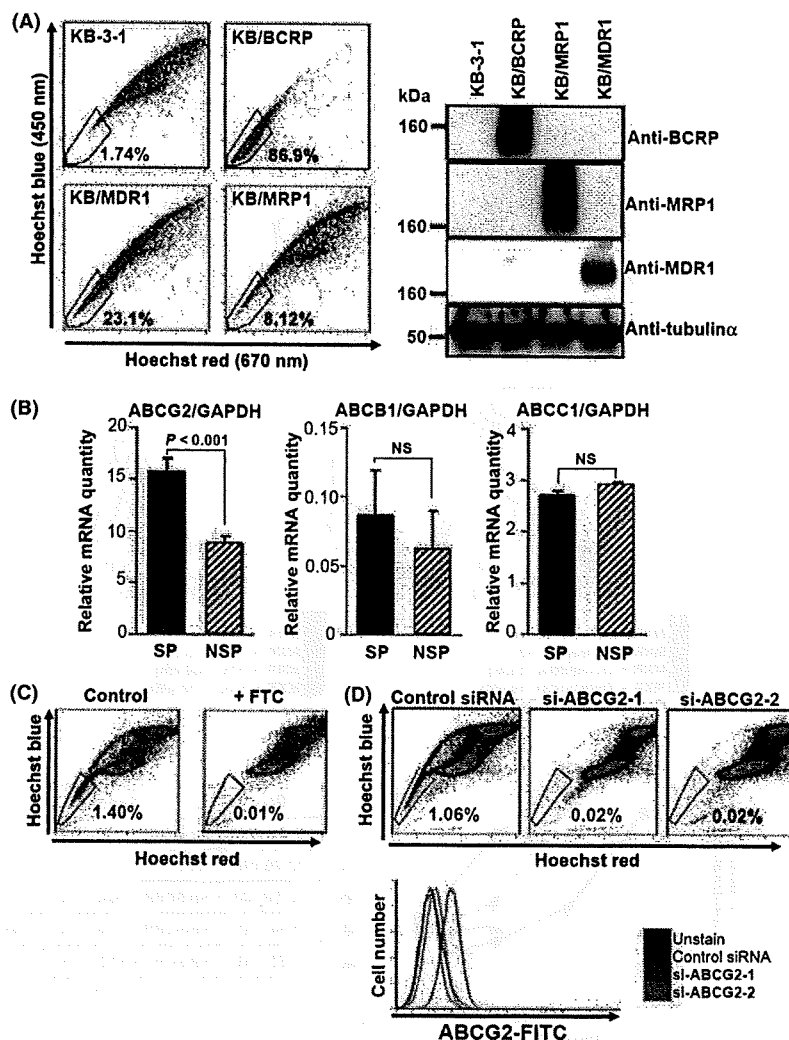 (A)
KB-3-1
KB/BCRP
1.74%
86.9%
KB/MDR1
KB/MRP1
23.1%
8.12%
Hoechst blue (450 nm)
Hoechst red (670 nm)
KB-3-1
KB/BCRP
KB/MRP1
KB/MDR1
kDa
160
Anti-BCRP
160
Anti-MRP1
160
Anti-MDR1
50
Anti-tubulinα
(B)
ABCG2/GAPDH
P < 0.001
Relative mRNA quantity
20
15
10
5
0
SP
NSP
ABCB1/GAPDH
NS
Relative mRNA quantity
0.15
0.10
0.05
0
SP
NSP
ABCC1/GAPDH
NS
Relative mRNA quantity
4
3
2
1
0
SP
NSP
(C)
Control
+ FTC
Hoechst blue
1.40%
0.01%
Hoechst red
(D)
Control siRNA
si-ABCG2-1
si-ABCG2-2
Hoechst blue
1.06%
0.02%
0.02%
Hoechst red
Cell number
ABCG2-FITC
Unstain
Control siRNA
si-ABCG2-1
si-ABCG2-2